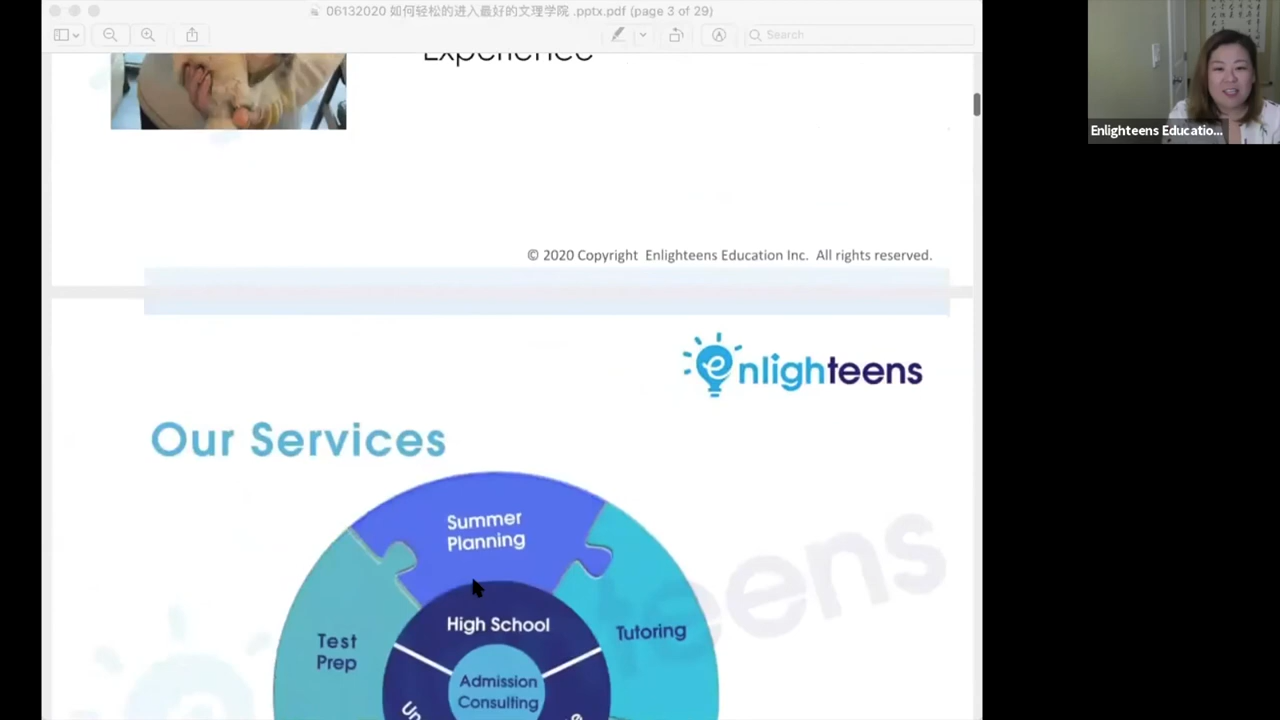 06132020 如何轻松的进入最好的文理学院 .pptx.pdf (page 3 of 29)
Search
Experience
Enlighteens Educatio...
© 2020 Copyright Enlighteens Education Inc. All rights reserved.
enlighteens
Our Services
Summer
Planning
High School
Test
Prep
Tutoring
Admission
Consulting
eens